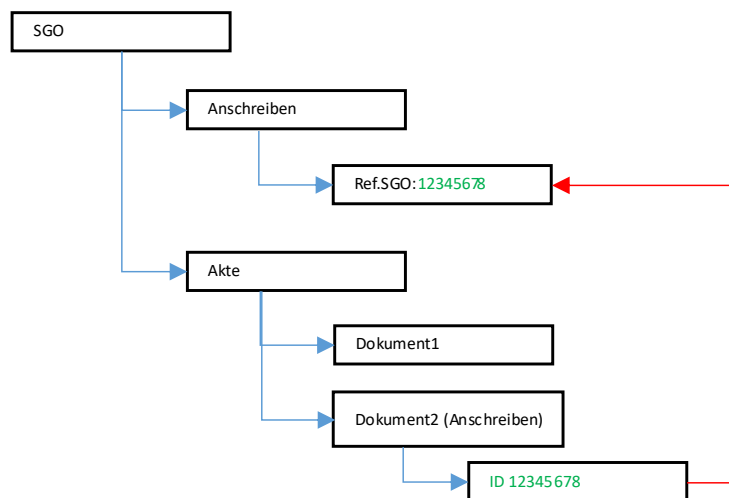 SGO
Anschreiben
Ref.SGO:12345678
Akte
Dokument1
Dokument2 (Anschreiben)
ID 12345678